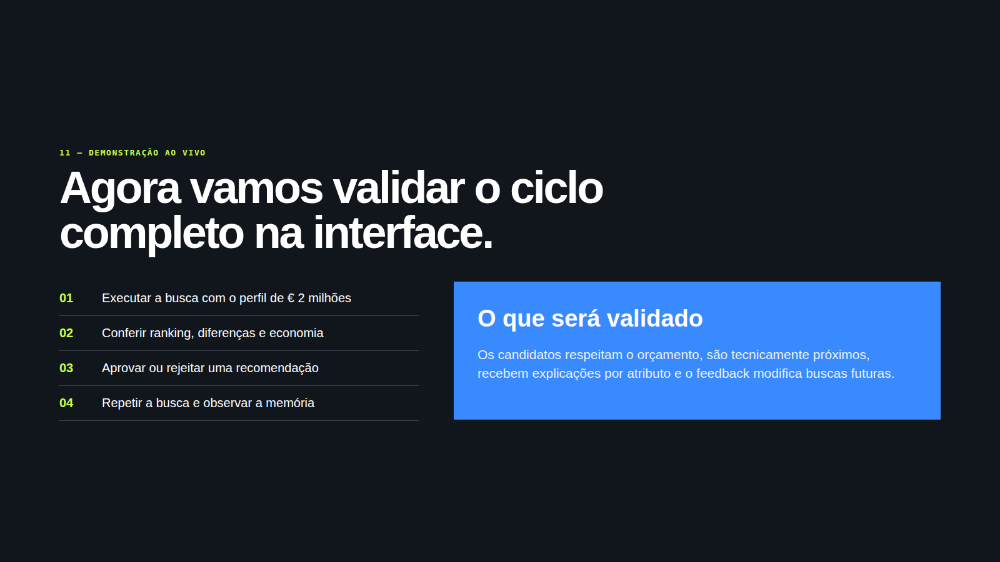 11 — DEMONSTRAÇÃO AO VIVO
Agora vamos validar o ciclo
completo na interface.
01 Executar a busca com o perfil de € 2 milhões
02 Conferir ranking, diferenças e economia
03 Aprovar ou rejeitar uma recomendação
04 Repetir a busca e observar a memória
O que será validado
Os candidatos respeitam o orçamento, são tecnicamente próximos,
recebem explicações por atributo e o feedback modifica buscas futuras.